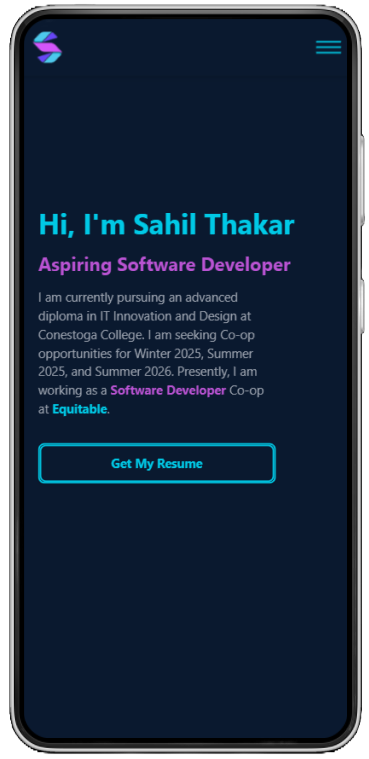 Hi, I'm Sahil Thakar
Aspiring Software Developer
I am currently pursuing an advanced
diploma in IT Innovation and Design at
Conestoga College. I am seeking Co-op
opportunities for Winter 2025, Summer
2025, and Summer 2026. Presently, I am
working as a Software Developer Co-op
at Equitable.
Get My Resume